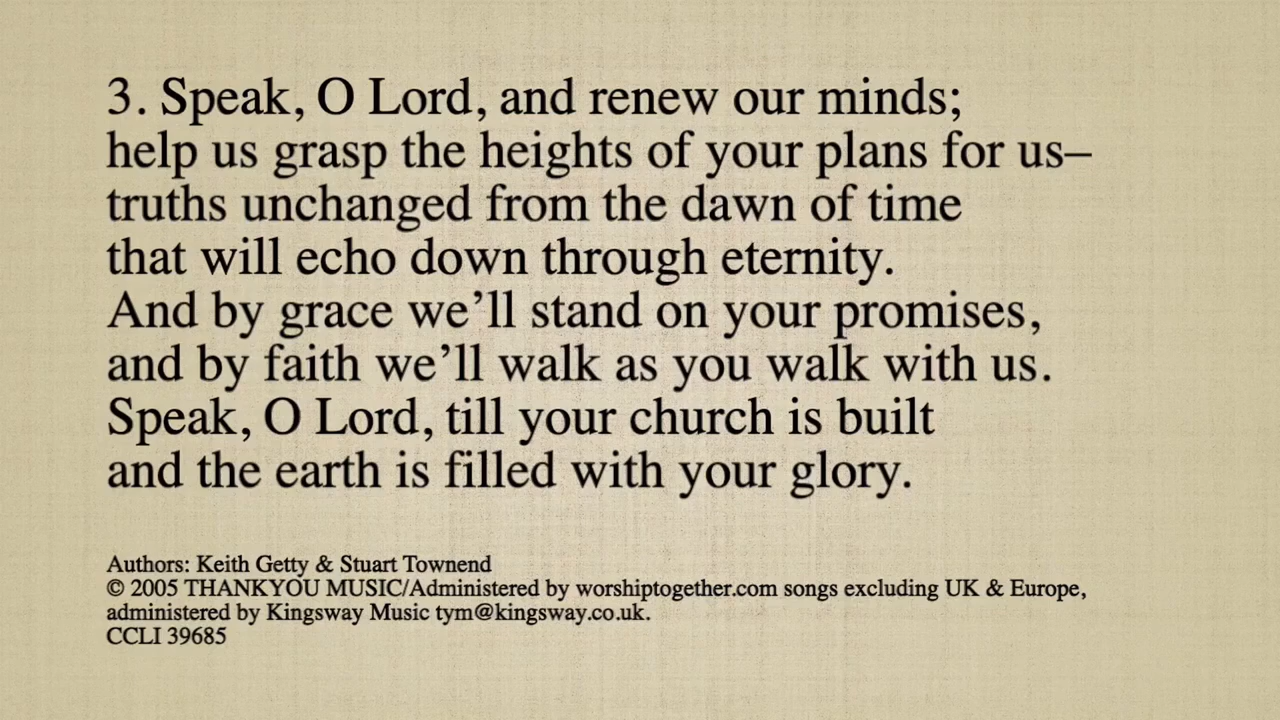 3. Speak, O Lord, and renew our minds;
help us grasp the heights of your plans for us–
truths unchanged from the dawn of time
that will echo down through eternity.
And by grace we’ll stand on your promises,
and by faith we’ll walk as you walk with us.
Speak, O Lord, till your church is built
and the earth is filled with your glory.
Authors: Keith Getty & Stuart Townend
© 2005 THANKYOU MUSIC/Administered by worshiptogether.com songs excluding UK & Europe,
administered by Kingsway Music tym@kingsway.co.uk.
CCLI 39685